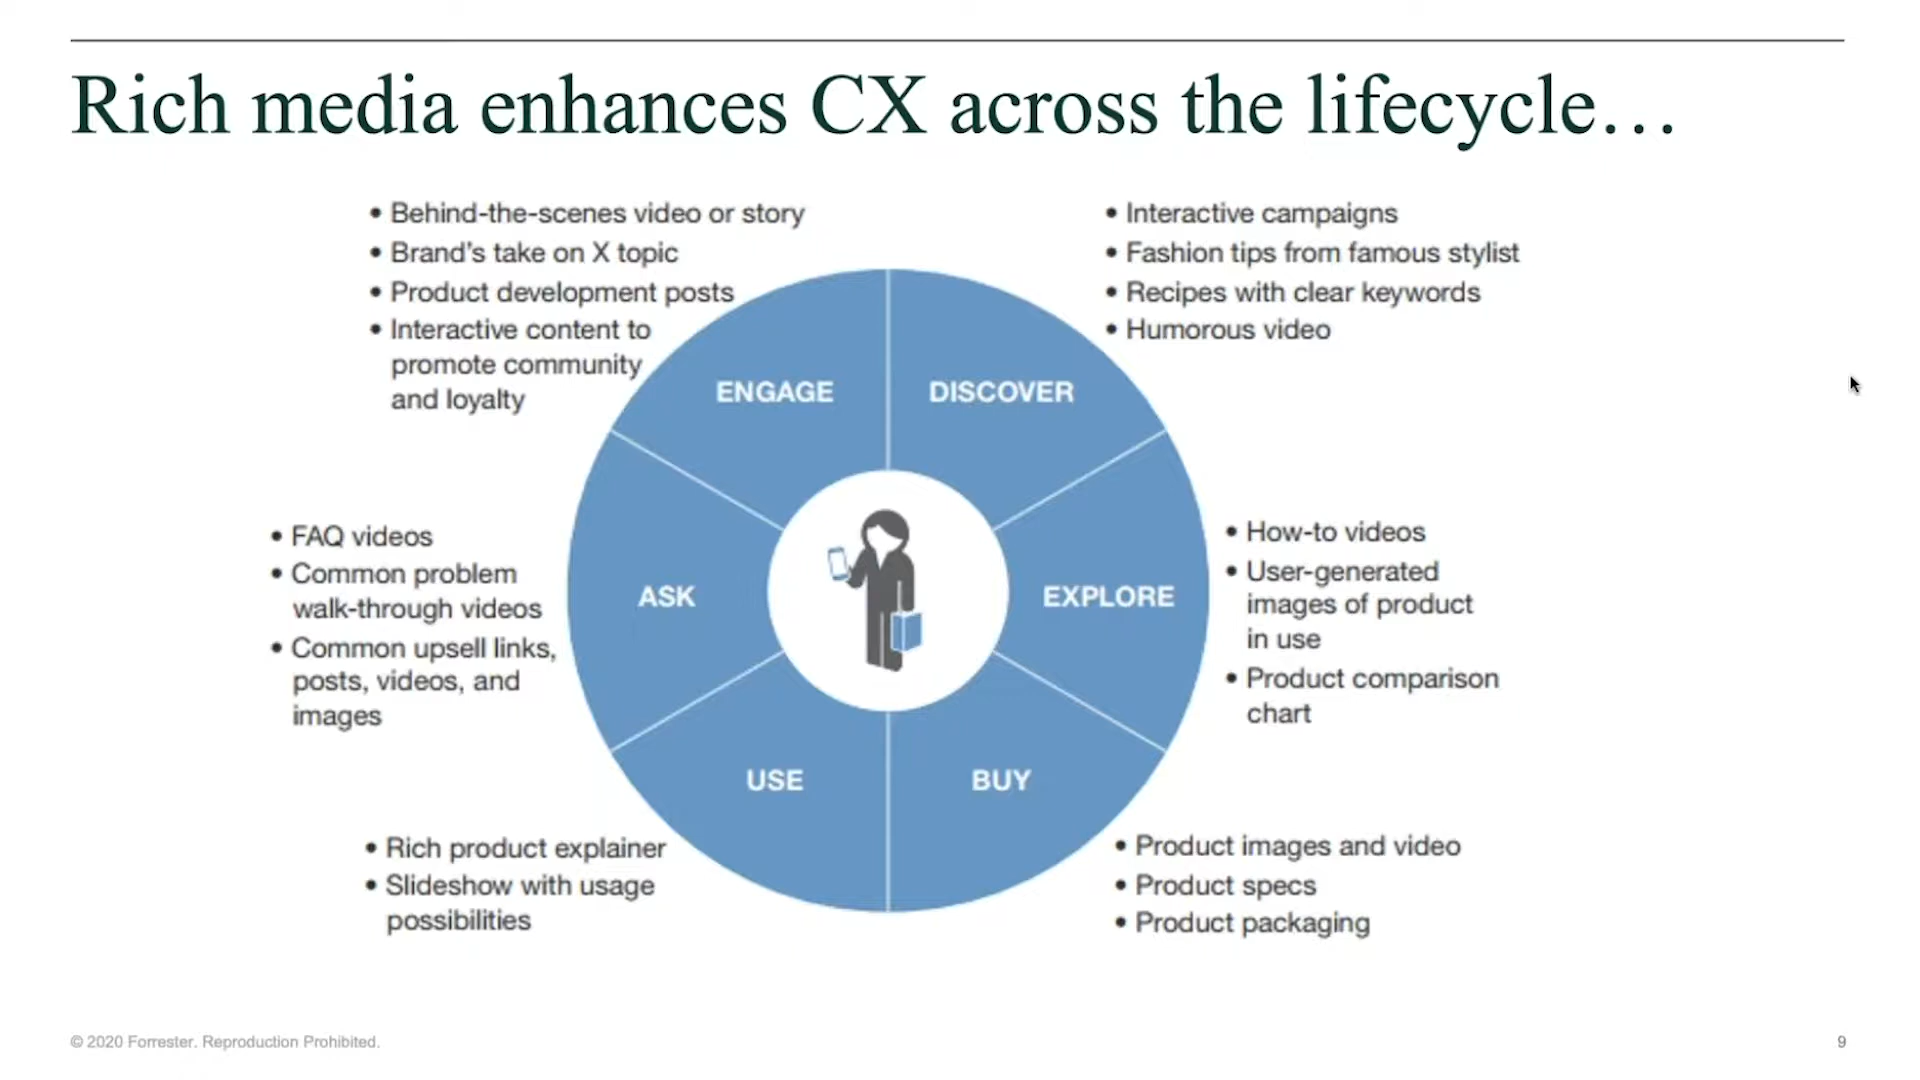 Rich media enhances CX across the lifecycle…
• Behind-the-scenes video or story
• Brand's take on X topic
• Product development posts
• Interactive content to
promote community
and loyalty
• Interactive campaigns
• Fashion tips from famous stylist
• Recipes with clear keywords
• Humorous video
ENGAGE
DISCOVER
• FAQ videos
• Common problem
walk-through videos
• Common upsell links,
posts, videos, and
images
ASK
EXPLORE
• How-to videos
• User-generated
images of product
in use
• Product comparison
chart
USE
BUY
• Rich product explainer
• Slideshow with usage
possibilities
• Product images and video
• Product specs
• Product packaging
© 2020 Forrester. Reproduction Prohibited.
9